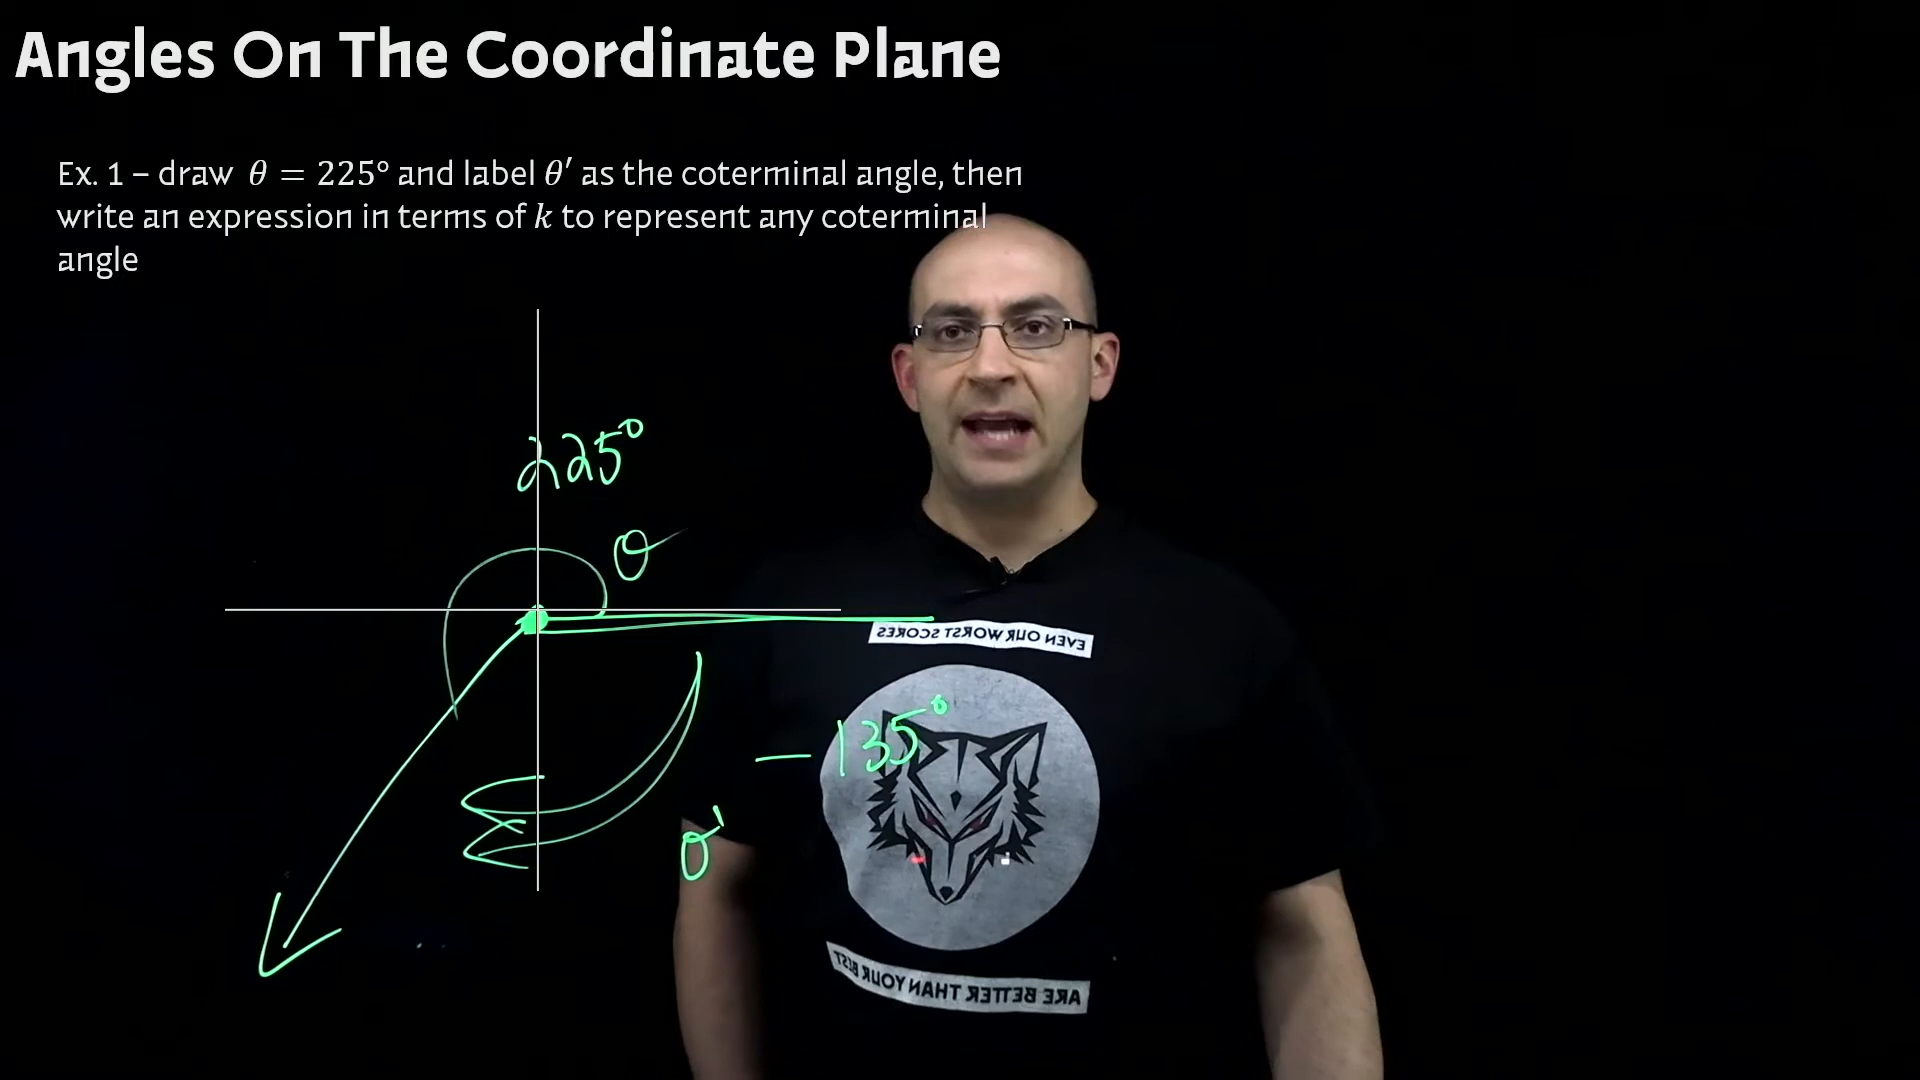 Angles On The Coordinate Plane
Ex. 1 – draw θ = 225° and label θ′ as the coterminal angle, then
write an expression in terms of k to represent any coterminal
angle
225°
θ
EVEN OUR WORST SCORES
-135°
θ'
ARE BETTER THAN YOUR BEST